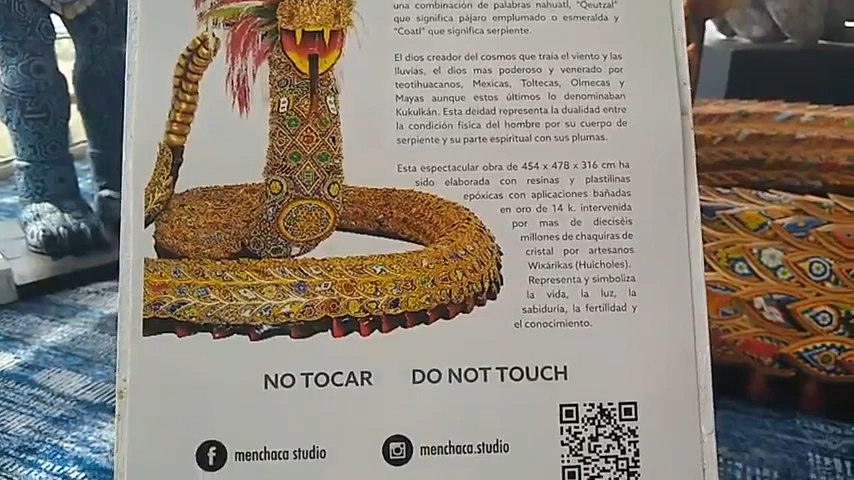 una combinación de palabras nahuatl, "Qeutzal"
que significa pájaro emplumado o esmeralda y
"Coatl" que significa serpiente.
El dios creador del cosmos que traía el viento y las
lluvias, el dios mas poderoso y venerado por
teotihuacanos, Mexicas, Toltecas, Olmecas y
Mayas aunque estos últimos lo denominaban
Kukulkán. Esta deidad representa la dualidad entre
la condición física del hombre por su cuerpo de
serpiente y su parte espiritual con sus plumas.
Esta espectacular obra de 454 x 478 x 316 cm ha
sido elaborada con resinas y plastilinas
epóxicas con aplicaciones bañadas
en oro de 14 k. intervenida
por mas de dieciséis
millones de chaquiras de
cristal por artesanos
Wixárikas (Huicholes).
Representa y simboliza
la vida, la luz, la
sabiduría, la fertilidad y
el conocimiento.
NO TOCAR DO NOT TOUCH
menchaca studio menchaca.studio